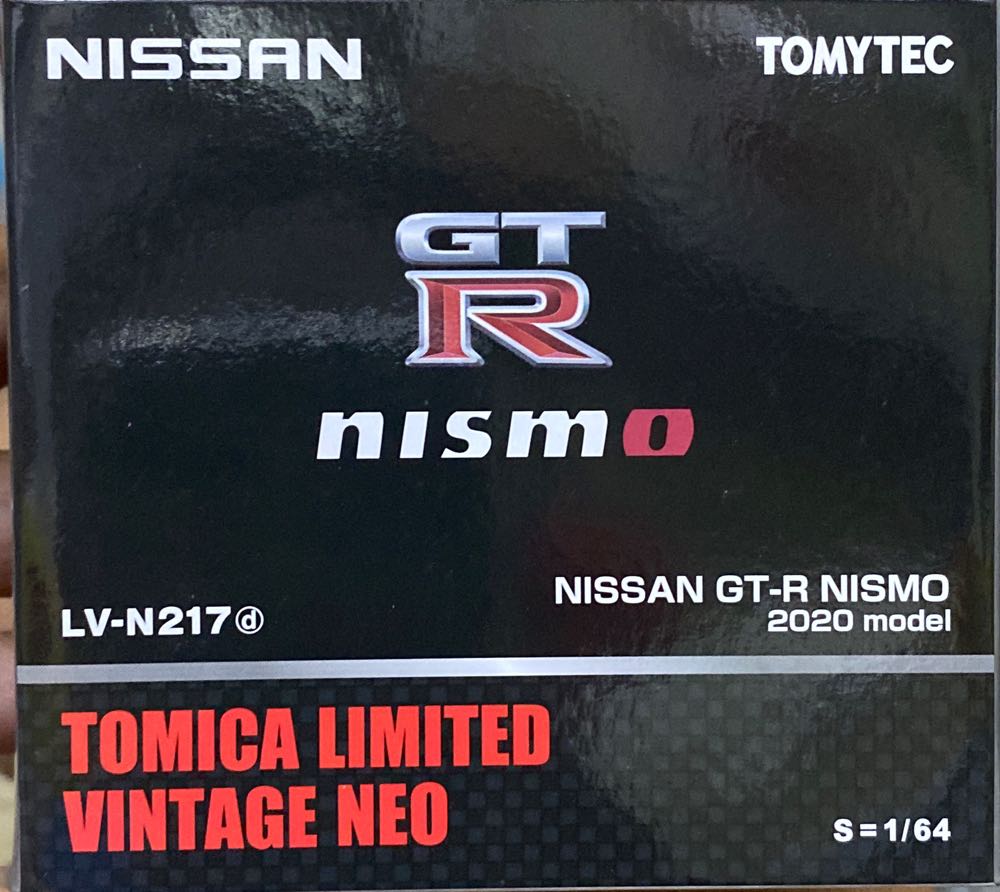 NISSAN
TOMYTEC
GT
R
nismo
NISSAN GT-R NISMO
2020 model
LV-N217ⓓ
TOMICA LIMITED
VINTAGE NEO
S=1/64